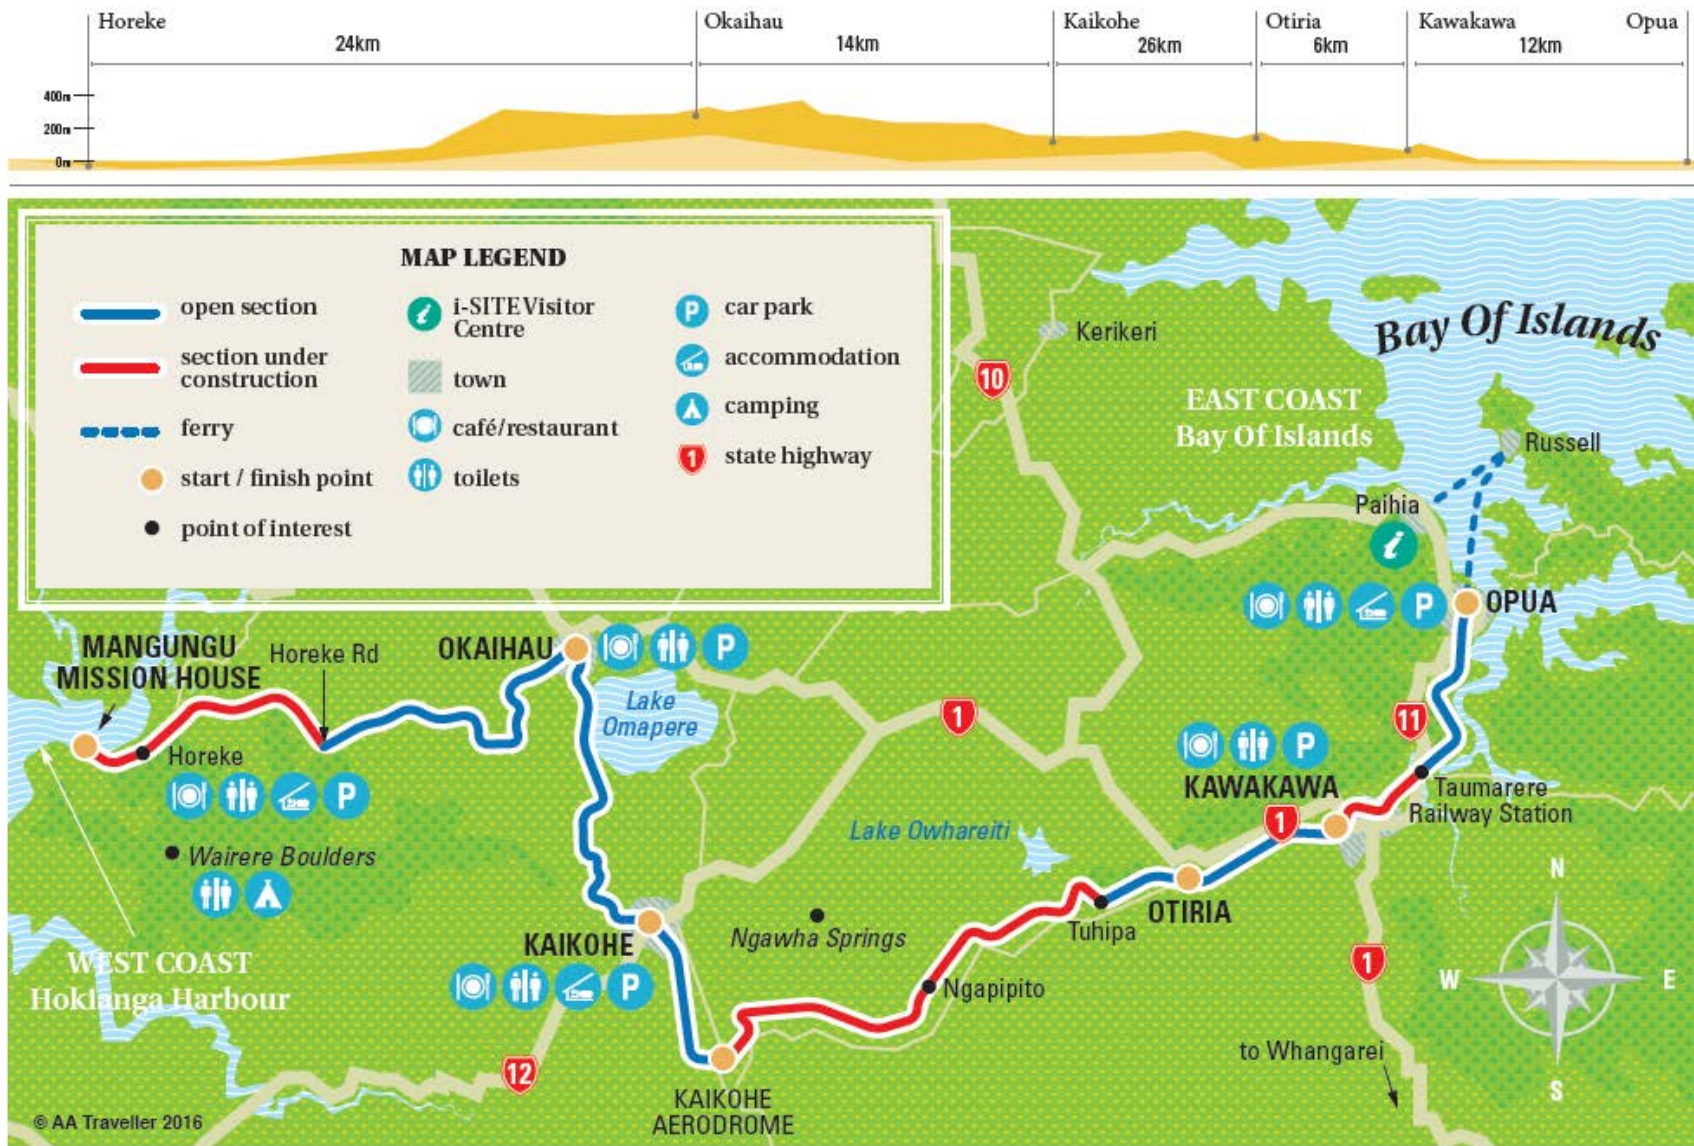 Horeke
Okaihau
Kaikohe
Otiria
Kawakawa
Opua
24km
14km
26km
6km
12km
400m
200m
0m
MAP LEGEND
open section
section under
construction
ferry
start / finish point
point of interest
i
i-SITE Visitor
Centre
town
café/restaurant
toilets
P
car park
accommodation
camping
1
state highway
Kerikeri
10
Bay Of Islands
EAST COAST
Bay Of Islands
Russell
Paihia
i
P
OPUA
MANGUNGU
MISSION HOUSE
Horeke Rd
OKAIHAU
P
Lake
Omapere
1
11
Horeke
P
P
KAWAKAWA
1
Taumarere
Railway Station
Lake Owhareiti
Wairere Boulders
OTIRIA
Tuhipa
Ngawha Springs
KAIKOHE
P
Ngapipito
WEST COAST
Hokianga Harbour
1
N
W
E
S
to Whangarei
12
KAIKOHE
AERODROME
© AA Traveller 2016